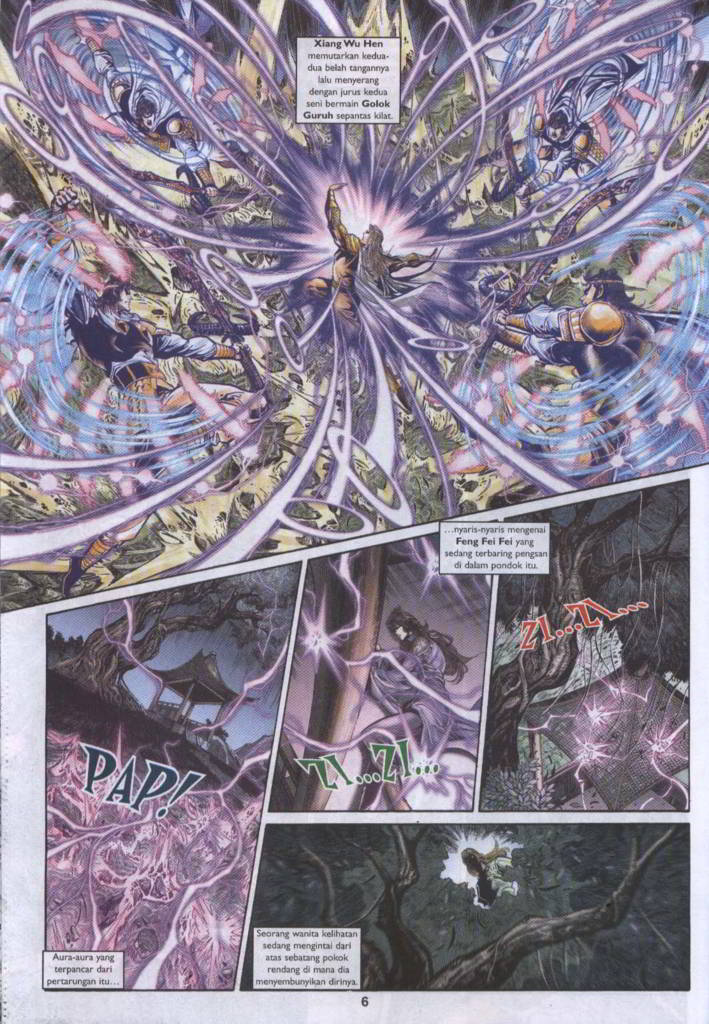 Xiang Wu Hen
memutarkan kedua-
dua belah tangannya
lalu menyerang
dengan jurus kedua
seni bermain Golok
Guruh sepantas kilat.
PAP!
Aura-aura yang
terpancar dari
pertarungan itu...
ZI...ZI...
...nyaris-nyaris mengenai
Feng Fei Fei yang
sedang terbaring pengsan
di dalam pondok itu.
ZI...ZI...
Seorang wanita kelihatan
sedang mengintai dari
atas sebatang pokok
rendang di mana dia
menyembunyikan dirinya.
6